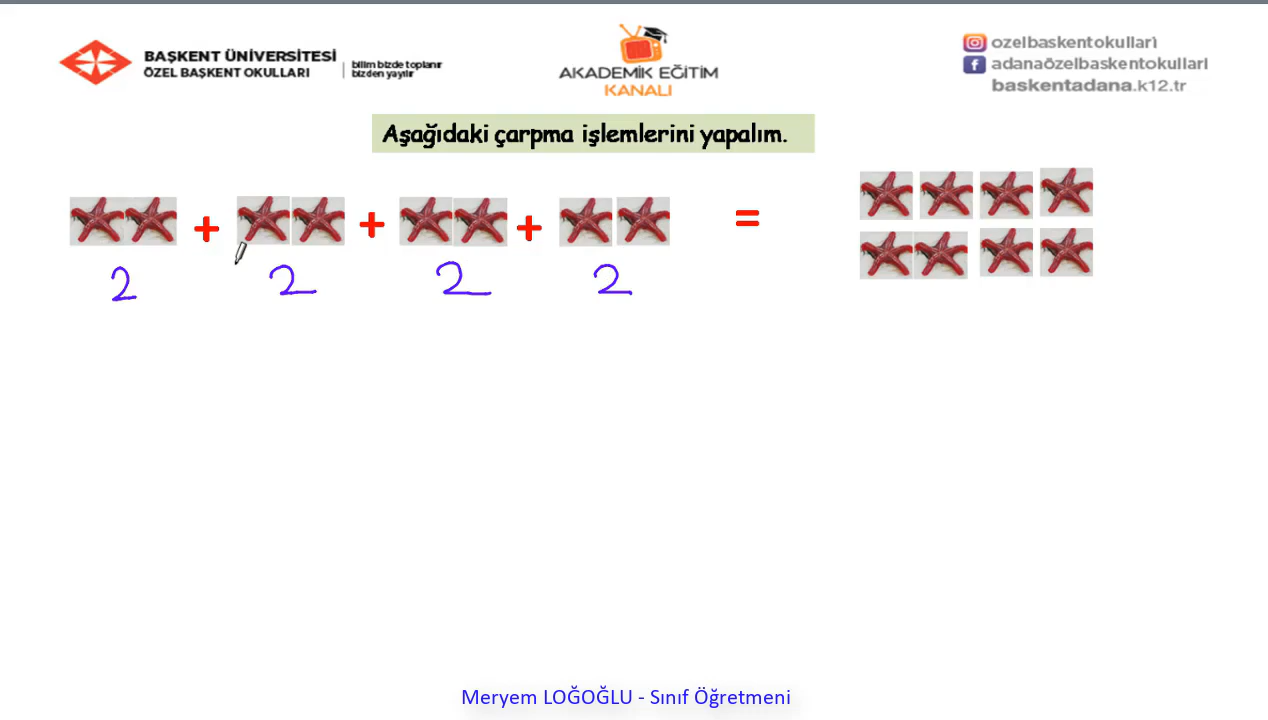 BAŞKENT ÜNİVERSİTESİ
ÖZEL BAŞKENT OKULLARI
bilim bizde toplanır
bizden yayılır
AKADEMİK EĞİTİM
KANALI
ozelbaskentokulları
adanaözelbaskentokullari
baskentadana.k12.tr
Aşağıdaki çarpma işlemlerini yapalım.
+ + + =
2 2 2 2
Meryem LOĞOĞLU - Sınıf Öğretmeni